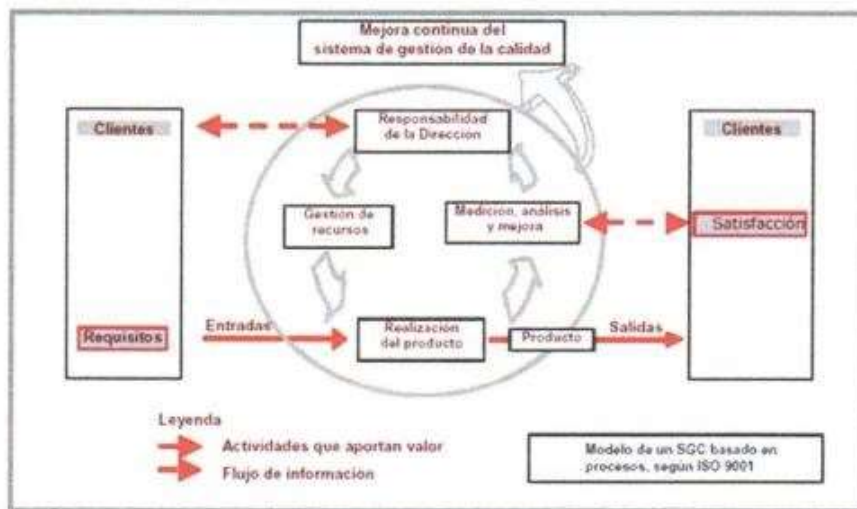 Mejora continua del
sistema de gestión de la calidad
Clientes
Responsabilidad
de la Dirección
Clientes
Gestión de
recursos
Medición, análisis
y mejora
Satisfacción
Requisitos
Entradas
Realización
del producto
Producto
Salidas
Leyenda
Actividades que aportan valor
Flujo de información
Modelo de un SGC basado en
procesos, según ISO 9001